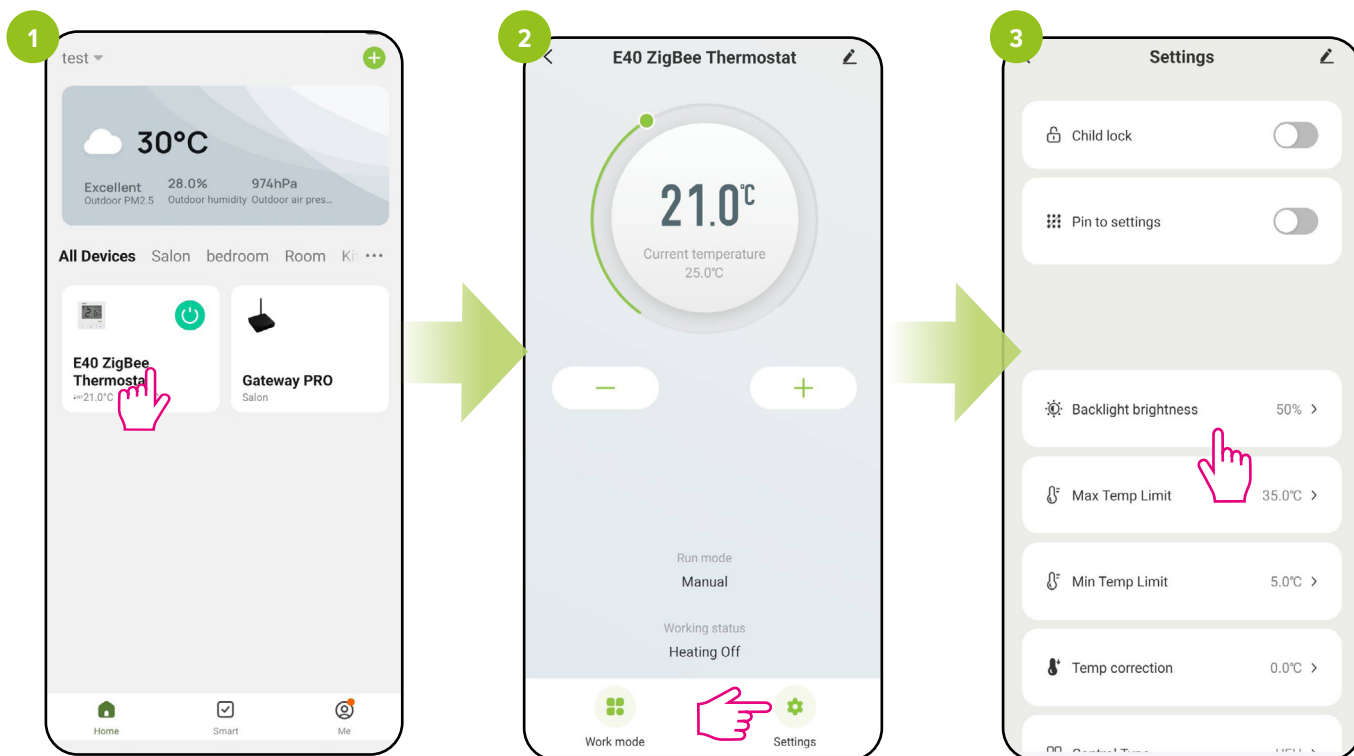 1
test
30°C
Excellent
Outdoor PM2.5
28.0%
Outdoor humidity
974hPa
Outdoor air pres...
All Devices Salon bedroom Room Ki ...
E40 ZigBee
Thermosta
21.0°C
Gateway PRO
Salon
Home
Smart
Me
2
E40 ZigBee Thermostat
21.0°C
Current temperature
25.0°C
Run mode
Manual
Working status
Heating Off
Work mode
Settings
3
Settings
Child lock
Pin to settings
Backlight brightness 50%
Max Temp Limit 35.0°C
Min Temp Limit 5.0°C
Temp correction 0.0°C